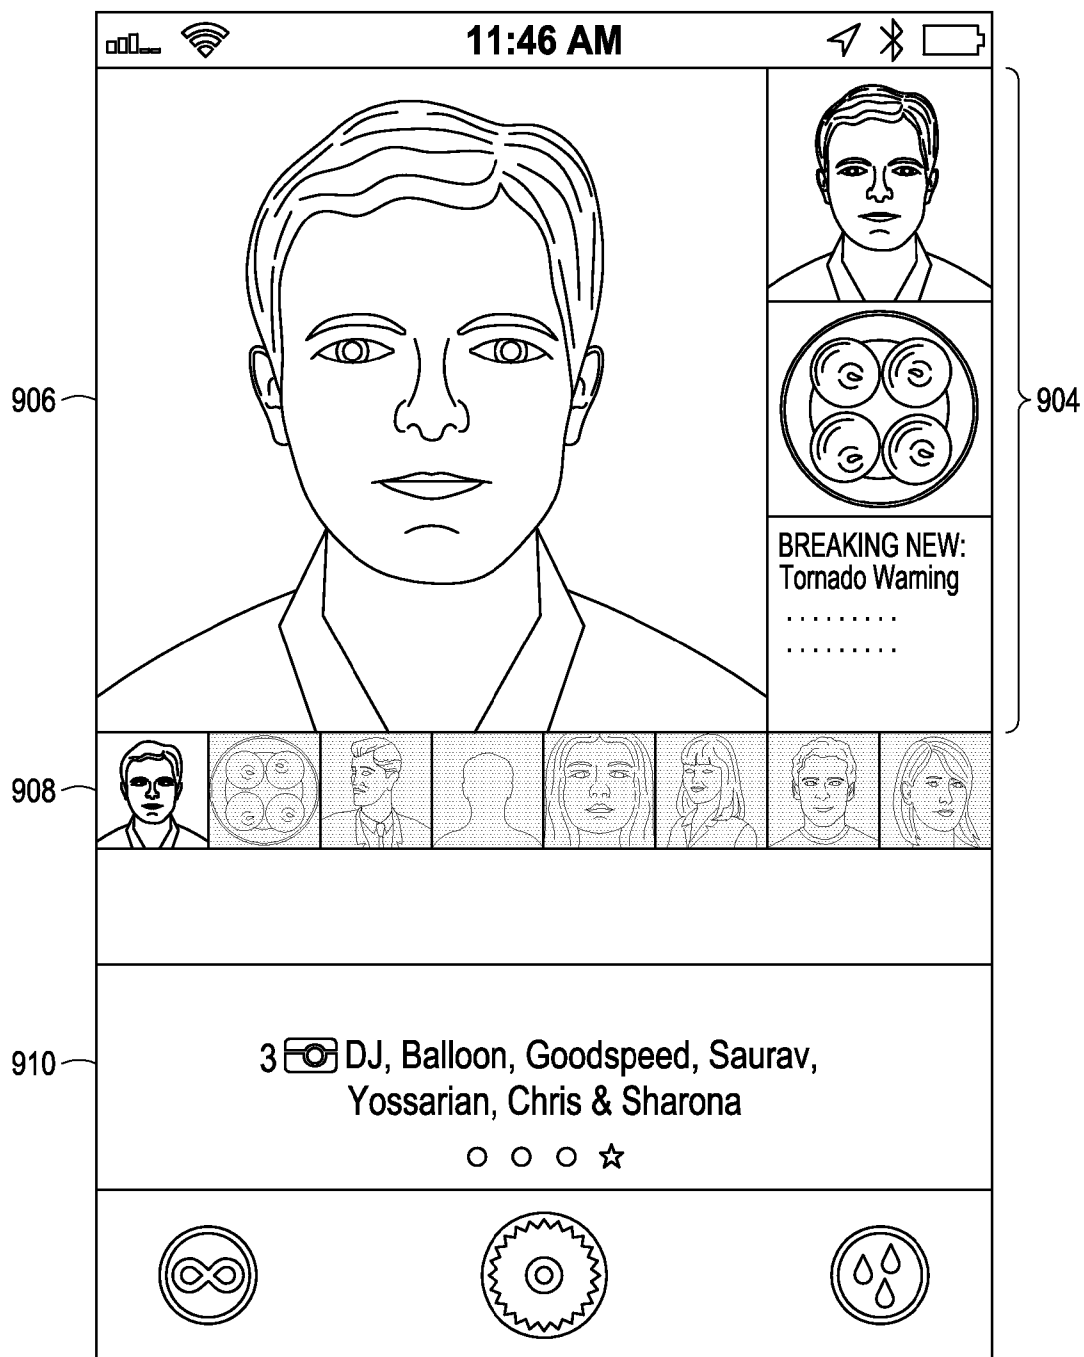 11:46 AM
906
904
BREAKING NEW:
Tornado Warning
.........
.........
908
910
3 DJ, Balloon, Goodspeed, Saurav,
Yossarian, Chris & Sharona